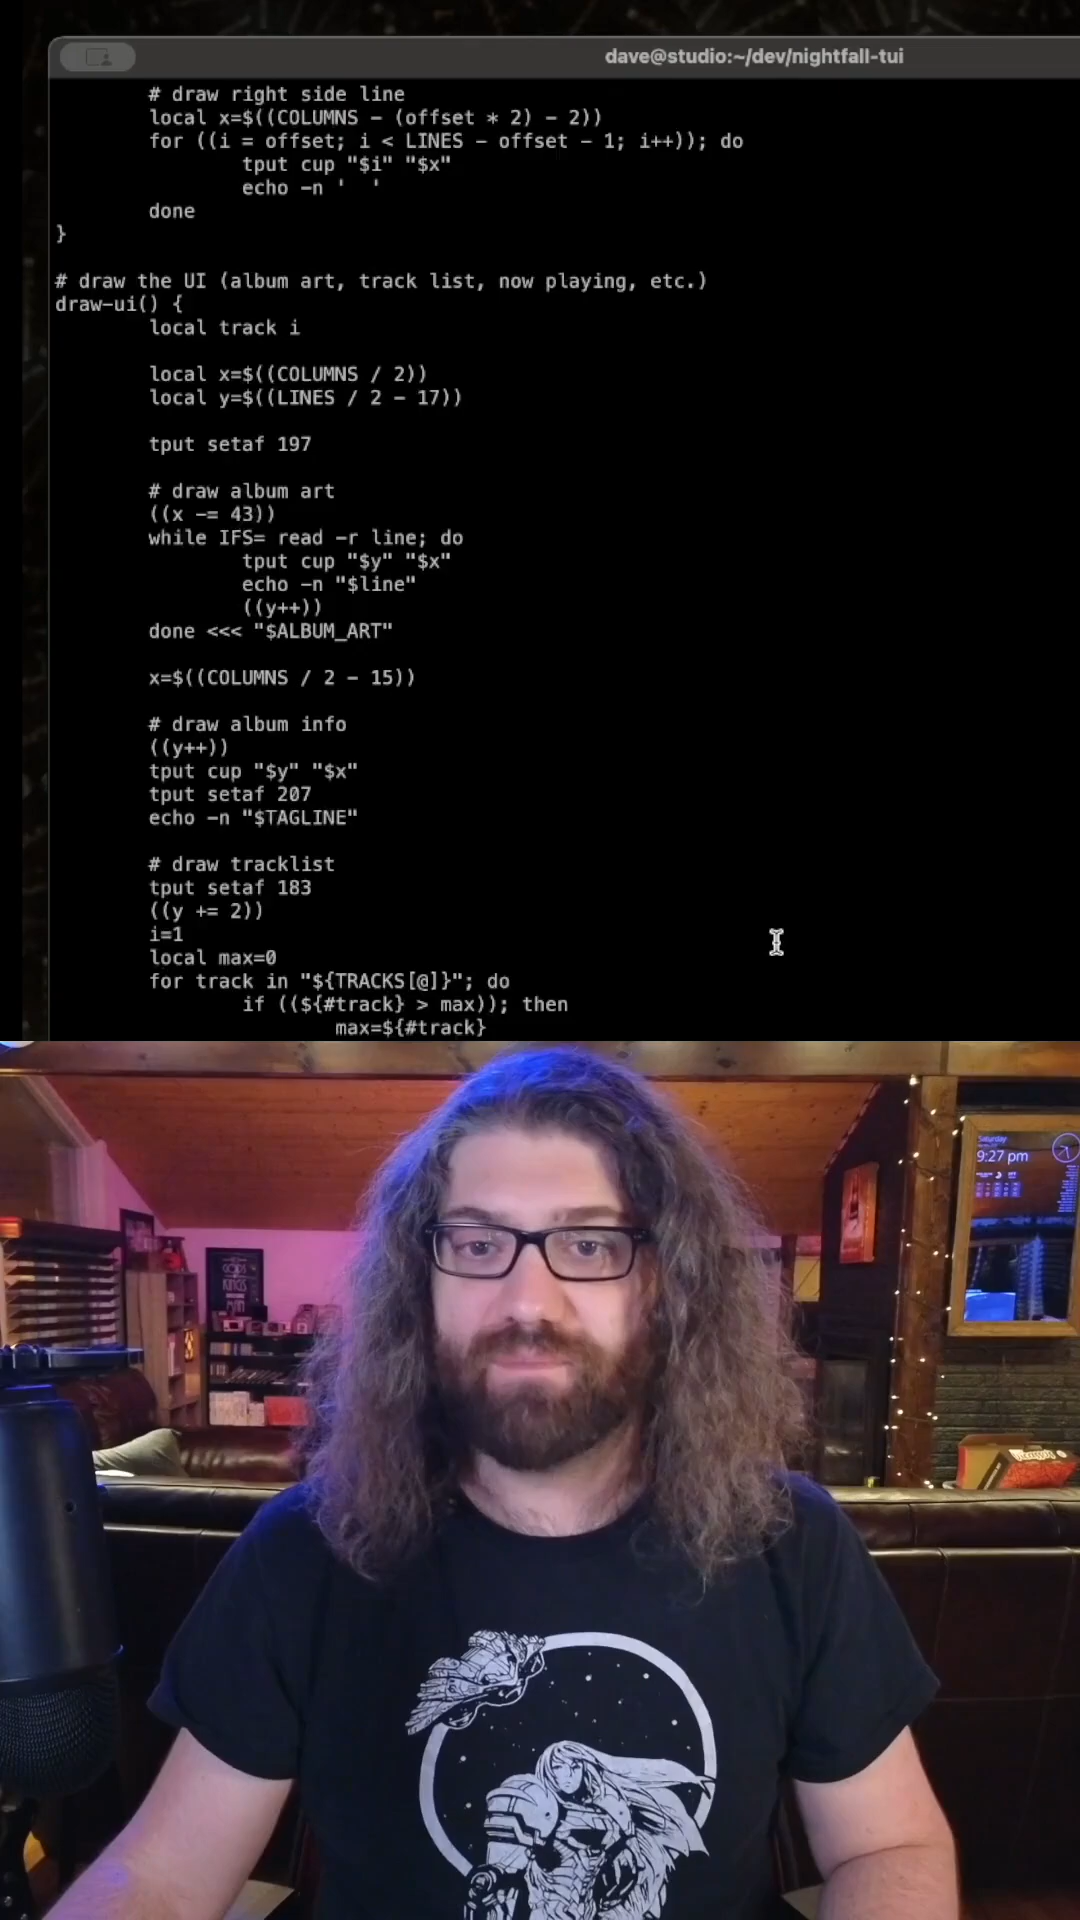 dave@studio:~/dev/nightfall-tui
# draw right side line
local x=$((COLUMNS - (offset * 2) - 2))
for ((i = offset; i < LINES - offset - 1; i++)); do
tput cup "$i" "$x"
echo -n '  '
done
}
# draw the UI (album art, track list, now playing, etc.)
draw-ui() {
local track i
local x=$((COLUMNS / 2))
local y=$((LINES / 2 - 17))
tput setaf 197
# draw album art
((x -= 43))
while IFS= read -r line; do
tput cup "$y" "$x"
echo -n "$line"
((y++))
done <<< "$ALBUM_ART"
x=$((COLUMNS / 2 - 15))
# draw album info
((y++))
tput cup "$y" "$x"
tput setaf 207
echo -n "$TAGLINE"
# draw tracklist
tput setaf 183
((y += 2))
i=1
local max=0
for track in "${TRACKS[@]}"; do
if ((${#track} > max)); then
max=${#track}
Saturday
9:27 pm
GODS
KINGS
MAN